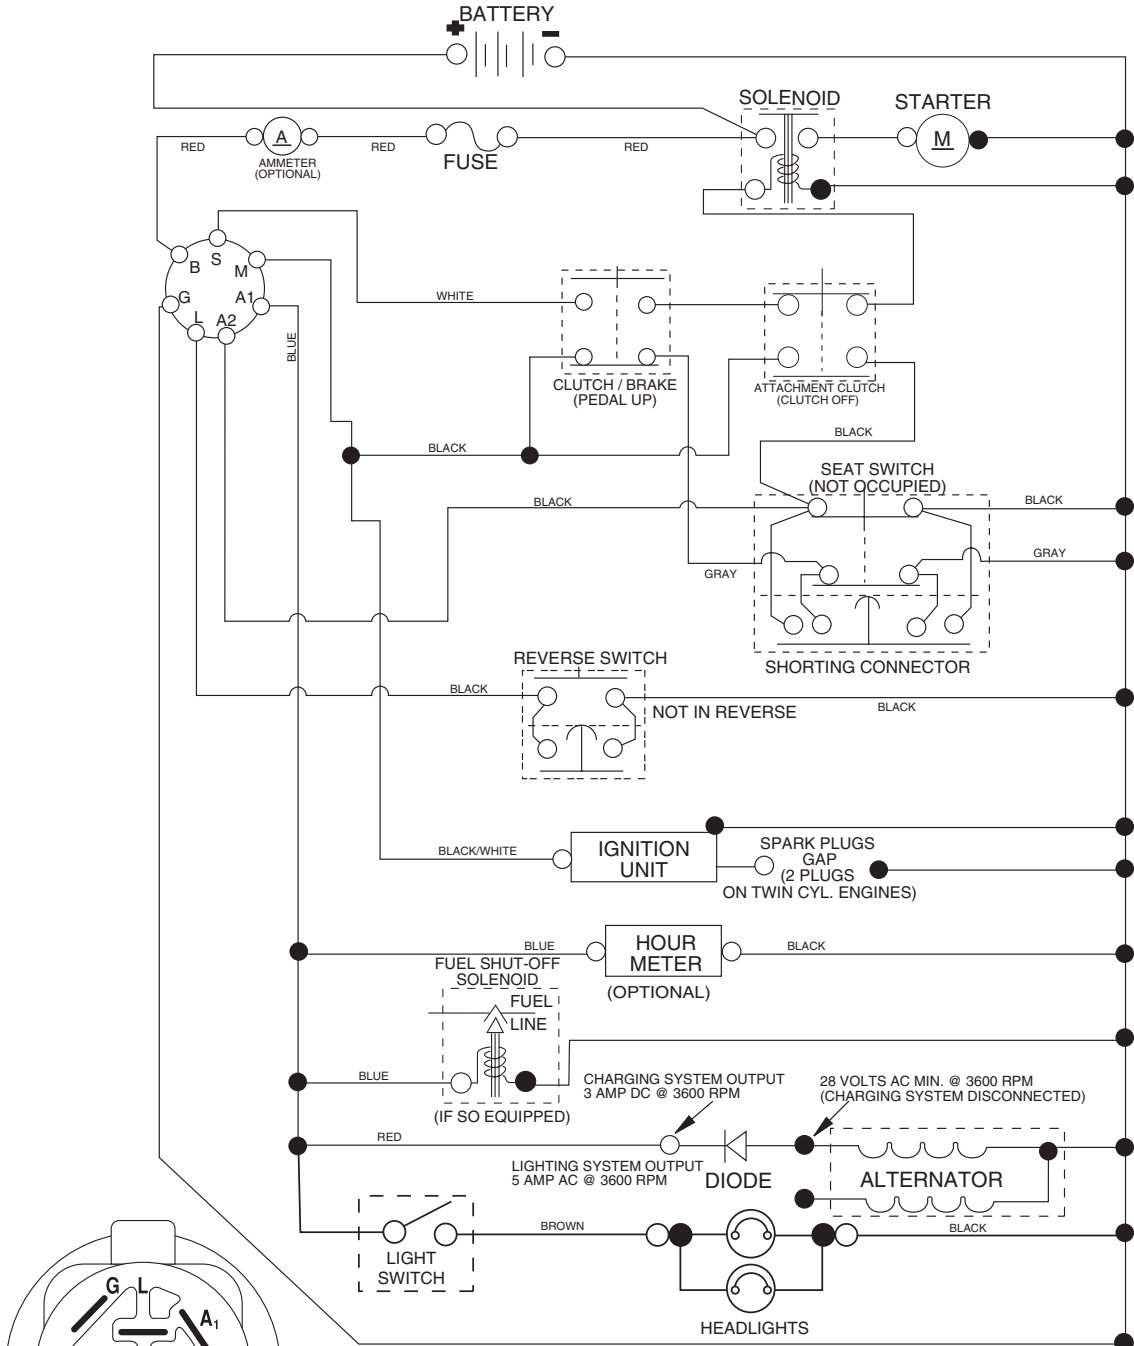 BATTERY
+ −
SOLENOID
STARTER
RED
A
AMMETER
(OPTIONAL)
RED
FUSE
RED
M
B
S
M
G
A1
L
A2
WHITE
BLUE
CLUTCH / BRAKE
(PEDAL UP)
ATTACHMENT CLUTCH
(CLUTCH OFF)
BLACK
BLACK
SEAT SWITCH
(NOT OCCUPIED)
BLACK
BLACK
GRAY
GRAY
SHORTING CONNECTOR
REVERSE SWITCH
BLACK
NOT IN REVERSE
BLACK
BLACK/WHITE
IGNITION
UNIT
SPARK PLUGS
GAP
(2 PLUGS
ON TWIN CYL. ENGINES)
BLUE
HOUR
METER
BLACK
(OPTIONAL)
FUEL SHUT-OFF
SOLENOID
FUEL
LINE
BLUE
(IF SO EQUIPPED)
CHARGING SYSTEM OUTPUT
3 AMP DC @ 3600 RPM
28 VOLTS AC MIN. @ 3600 RPM
(CHARGING SYSTEM DISCONNECTED)
RED
LIGHTING SYSTEM OUTPUT
5 AMP AC @ 3600 RPM
DIODE
ALTERNATOR
BROWN
BLACK
LIGHT
SWITCH
HEADLIGHTS
G L
A1